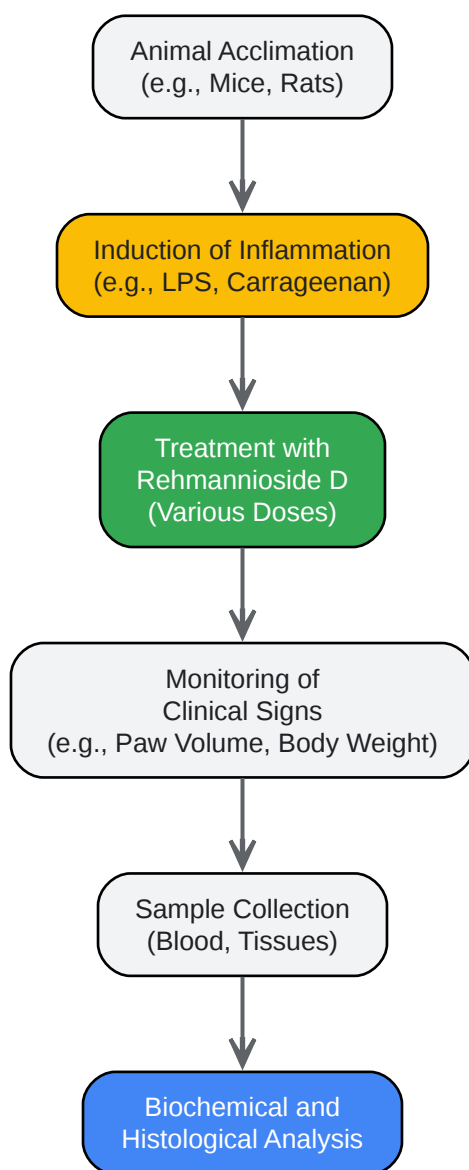 Animal Acclimation
(e.g., Mice, Rats)
Induction of Inflammation
(e.g., LPS, Carrageenan)
Treatment with
Rehmannioside D
(Various Doses)
Monitoring of
Clinical Signs
(e.g., Paw Volume, Body Weight)
Sample Collection
(Blood, Tissues)
Biochemical and
Histological Analysis